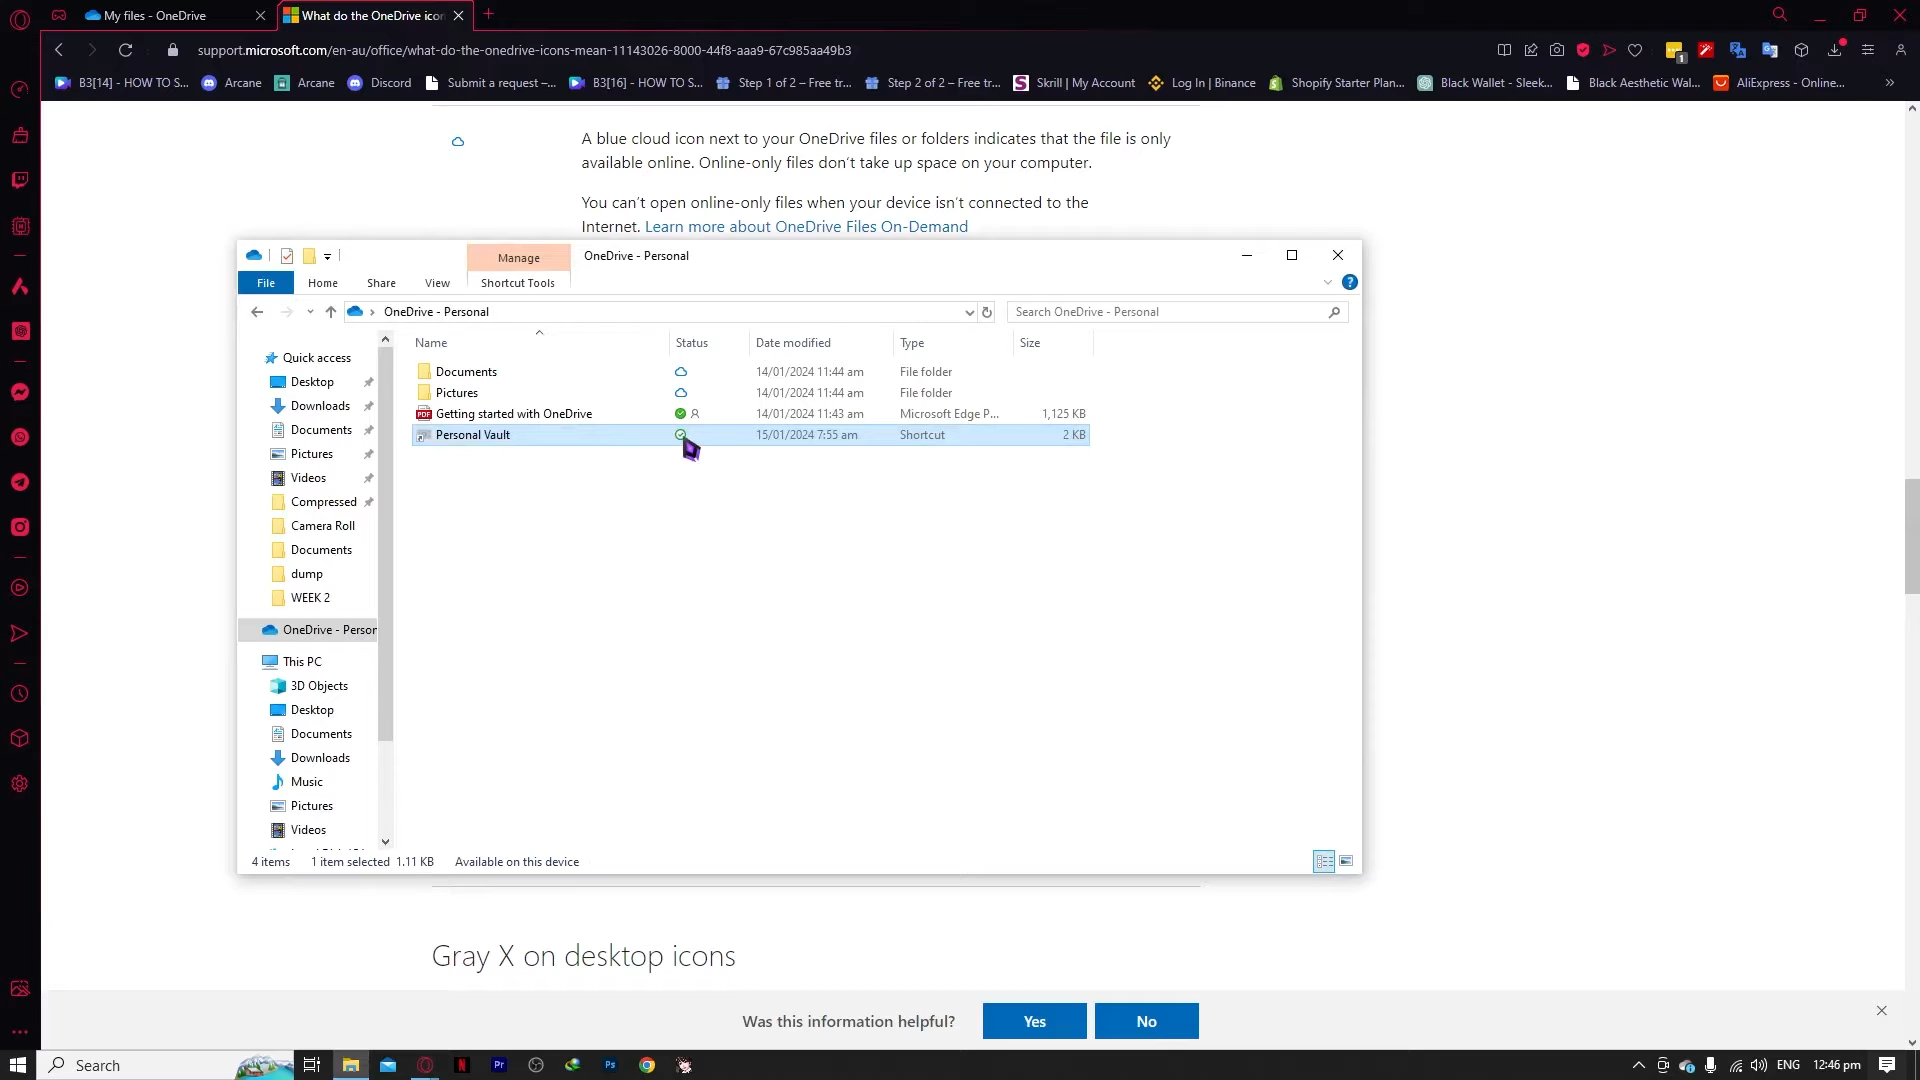 My files - OneDrive
What do the OneDrive ico
support.microsoft.com/en-au/office/what-do-the-onedrive-icons-mean-11143026-8000-44f8-aaa9-67c985aa49b3
1
B3[14] - HOW TO S...
Arcane
Arcane
Discord
Submit a request –...
B3[16] - HOW TO S...
Step 1 of 2 – Free tr...
Step 2 of 2 – Free tr...
Skrill | My Account
Log In | Binance
Shopify Starter Plan...
Black Wallet - Sleek...
Black Aesthetic Wal...
AliExpress - Online...
»
A blue cloud icon next to your OneDrive files or folders indicates that the file is only
available online. Online-only files don't take up space on your computer.
You can't open online-only files when your device isn't connected to the
Internet. Learn more about OneDrive Files On-Demand
Manage
OneDrive - Personal
File
Home
Share
View
Shortcut Tools
?
OneDrive - Personal
Search OneDrive - Personal
Name
Status
Date modified
Type
Size
Documents
14/01/2024 11:44 am
File folder
Pictures
14/01/2024 11:44 am
File folder
PDF
Getting started with OneDrive
14/01/2024 11:43 am
Microsoft Edge P...
1,125 KB
Personal Vault
15/01/2024 7:55 am
Shortcut
2 KB
Quick access
Desktop
Downloads
Documents
Pictures
Videos
Compressed
Camera Roll
Documents
dump
WEEK 2
OneDrive - Person
This PC
3D Objects
Desktop
Documents
Downloads
Music
Pictures
Videos
4 items
1 item selected 1.11 KB
Available on this device
Gray X on desktop icons
Was this information helpful?
Yes
No
Search
Pr
Ps
ENG
12:46 pm